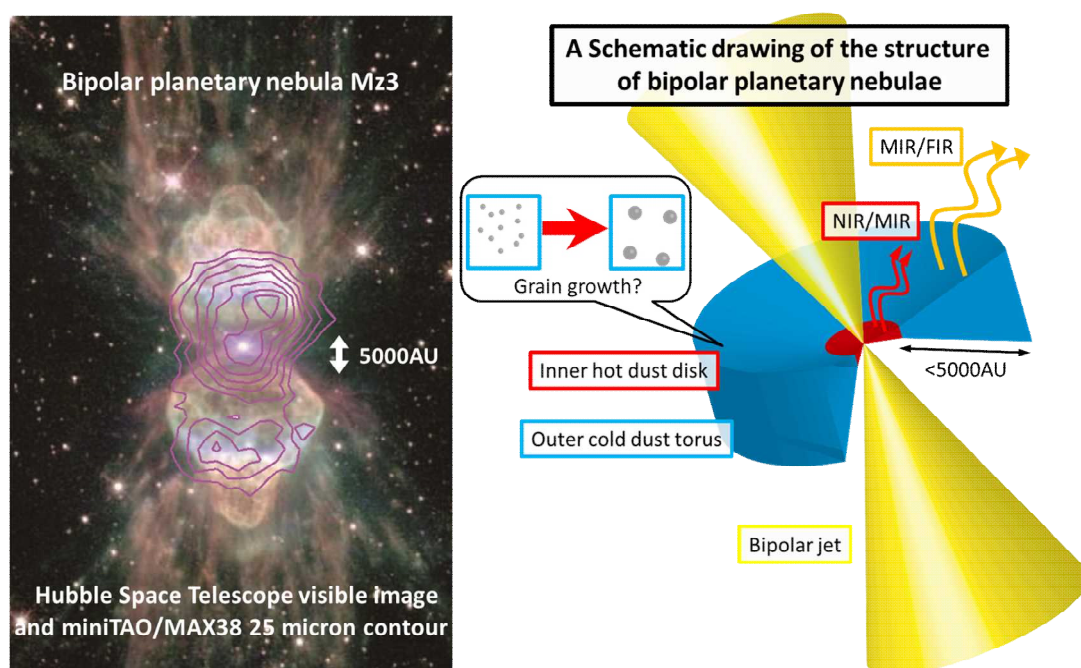 Bipolar planetary nebula Mz3
5000AU
Hubble Space Telescope visible image
and miniTAO/MAX38 25 micron contour
A Schematic drawing of the structure
of bipolar planetary nebulae
MIR/FIR
NIR/MIR
Grain growth?
Inner hot dust disk
<5000AU
Outer cold dust torus
Bipolar jet